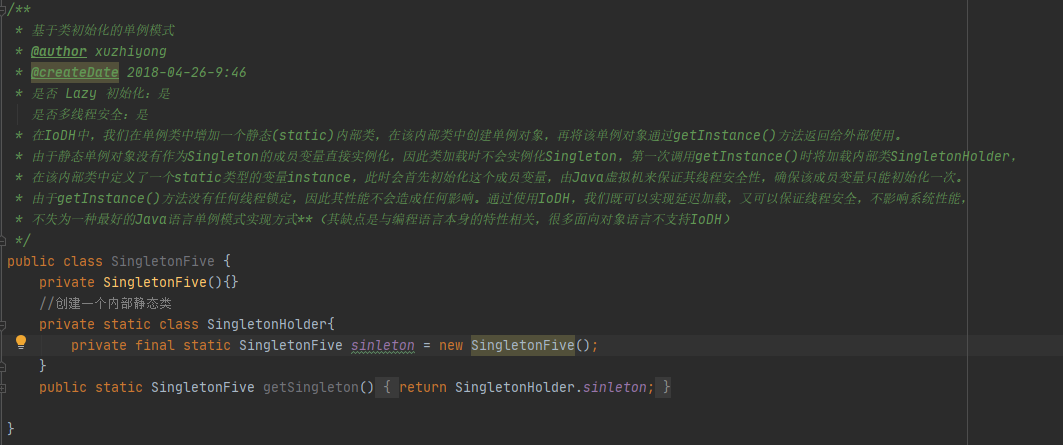 /**
* 基于类初始化的单例模式
* @author xuzhiyong
* @createDate 2018-04-26-9:46
* 是否 Lazy 初始化：是
是否多线程安全：是
* 在IoDH中，我们在单例类中增加一个静态(static)内部类，在该内部类中创建单例对象，再将该单例对象通过getInstance()方法返回给外部使用。
* 由于静态单例对象没有作为Singleton的成员变量直接实例化，因此类加载时不会实例化Singleton，第一次调用getInstance()时将加载内部类SingletonHolder，
* 在该内部类中定义了一个static类型的变量instance，此时会首先初始化这个成员变量，由Java虚拟机来保证其线程安全性，确保该成员变量只能初始化一次。
* 由于getInstance()方法没有任何线程锁定，因此其性能不会造成任何影响。通过使用IoDH，我们既可以实现延迟加载，又可以保证线程安全，不影响系统性能，
* 不失为一种最好的Java语言单例模式实现方式**（其缺点是与编程语言本身的特性相关，很多面向对象语言不支持IoDH）
*/
public class SingletonFive {
private SingletonFive(){}
//创建一个内部静态类
private static class SingletonHolder{
private final static SingletonFive sinleton = new SingletonFive();
}
public static SingletonFive getSingleton() { return SingletonHolder.sinleton; }
}